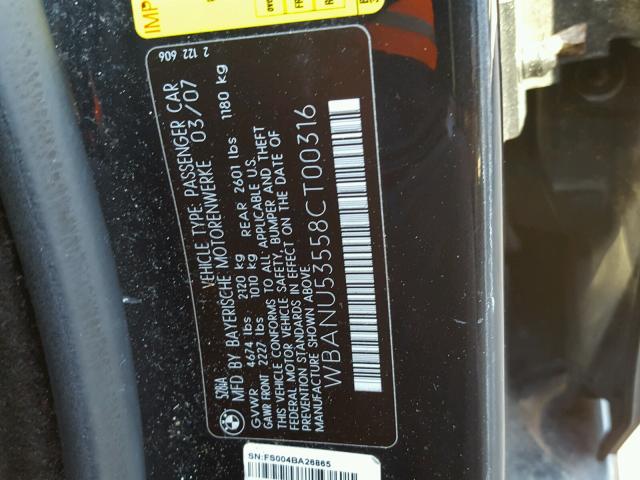 IMP
2 122 606
528iA
VEHICLE TYPE PASSENGER CAR
MFD BY BAYERISCHE MOTORENWERKE 03/07
GVWR 4674 lbs 2120 kg
GAWR FRONT 2227 lbs 1010 kg REAR 2601 lbs 1180 kg
THIS VEHICLE CONFORMS TO ALL APPLICABLE U.S.
FEDERAL MOTOR VEHICLE SAFETY, BUMPER AND THEFT
PREVENTION STANDARDS IN EFFECT ON THE DATE OF
MANUFACTURE SHOWN ABOVE
WBANU53558CT00316
SN:FS004BA26865